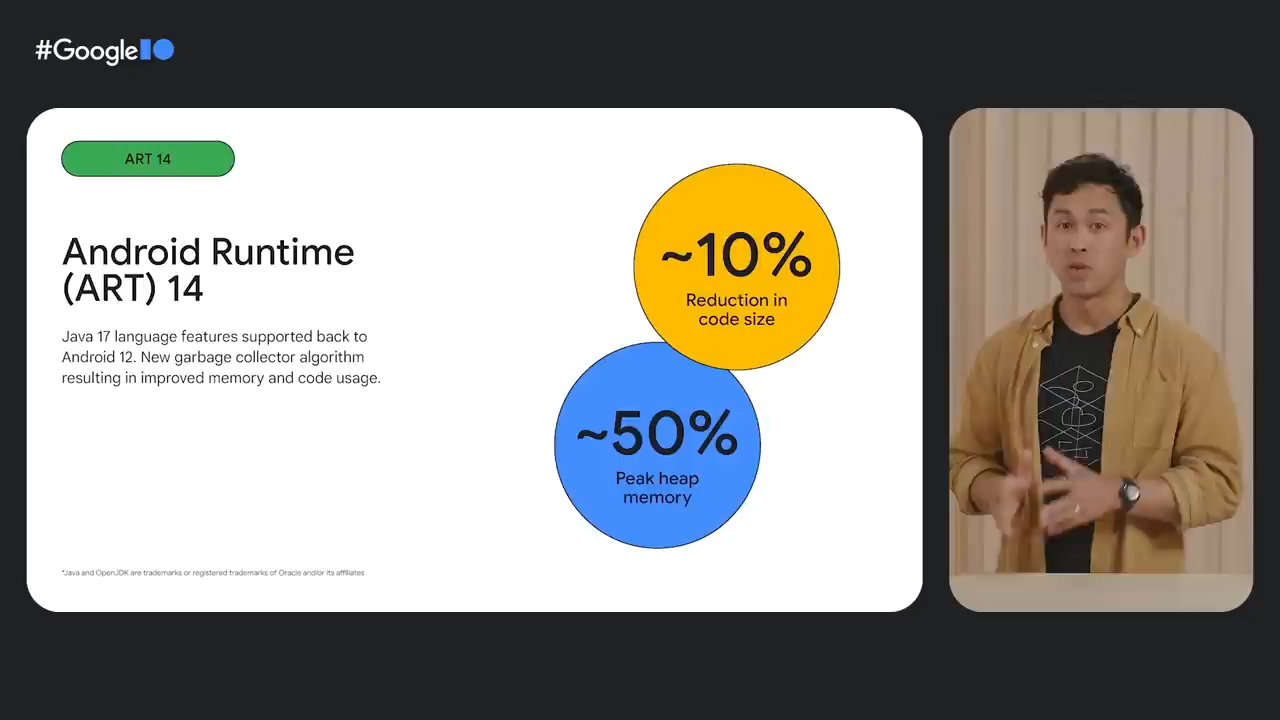 #GoogleIO
ART 14
Android Runtime
(ART) 14
Java 17 language features supported back to
Android 12. New garbage collector algorithm
resulting in improved memory and code usage.
~10%
Reduction in
code size
~50%
Peak heap
memory
*Java and OpenJDK are trademarks or registered trademarks of Oracle and/or its affiliates